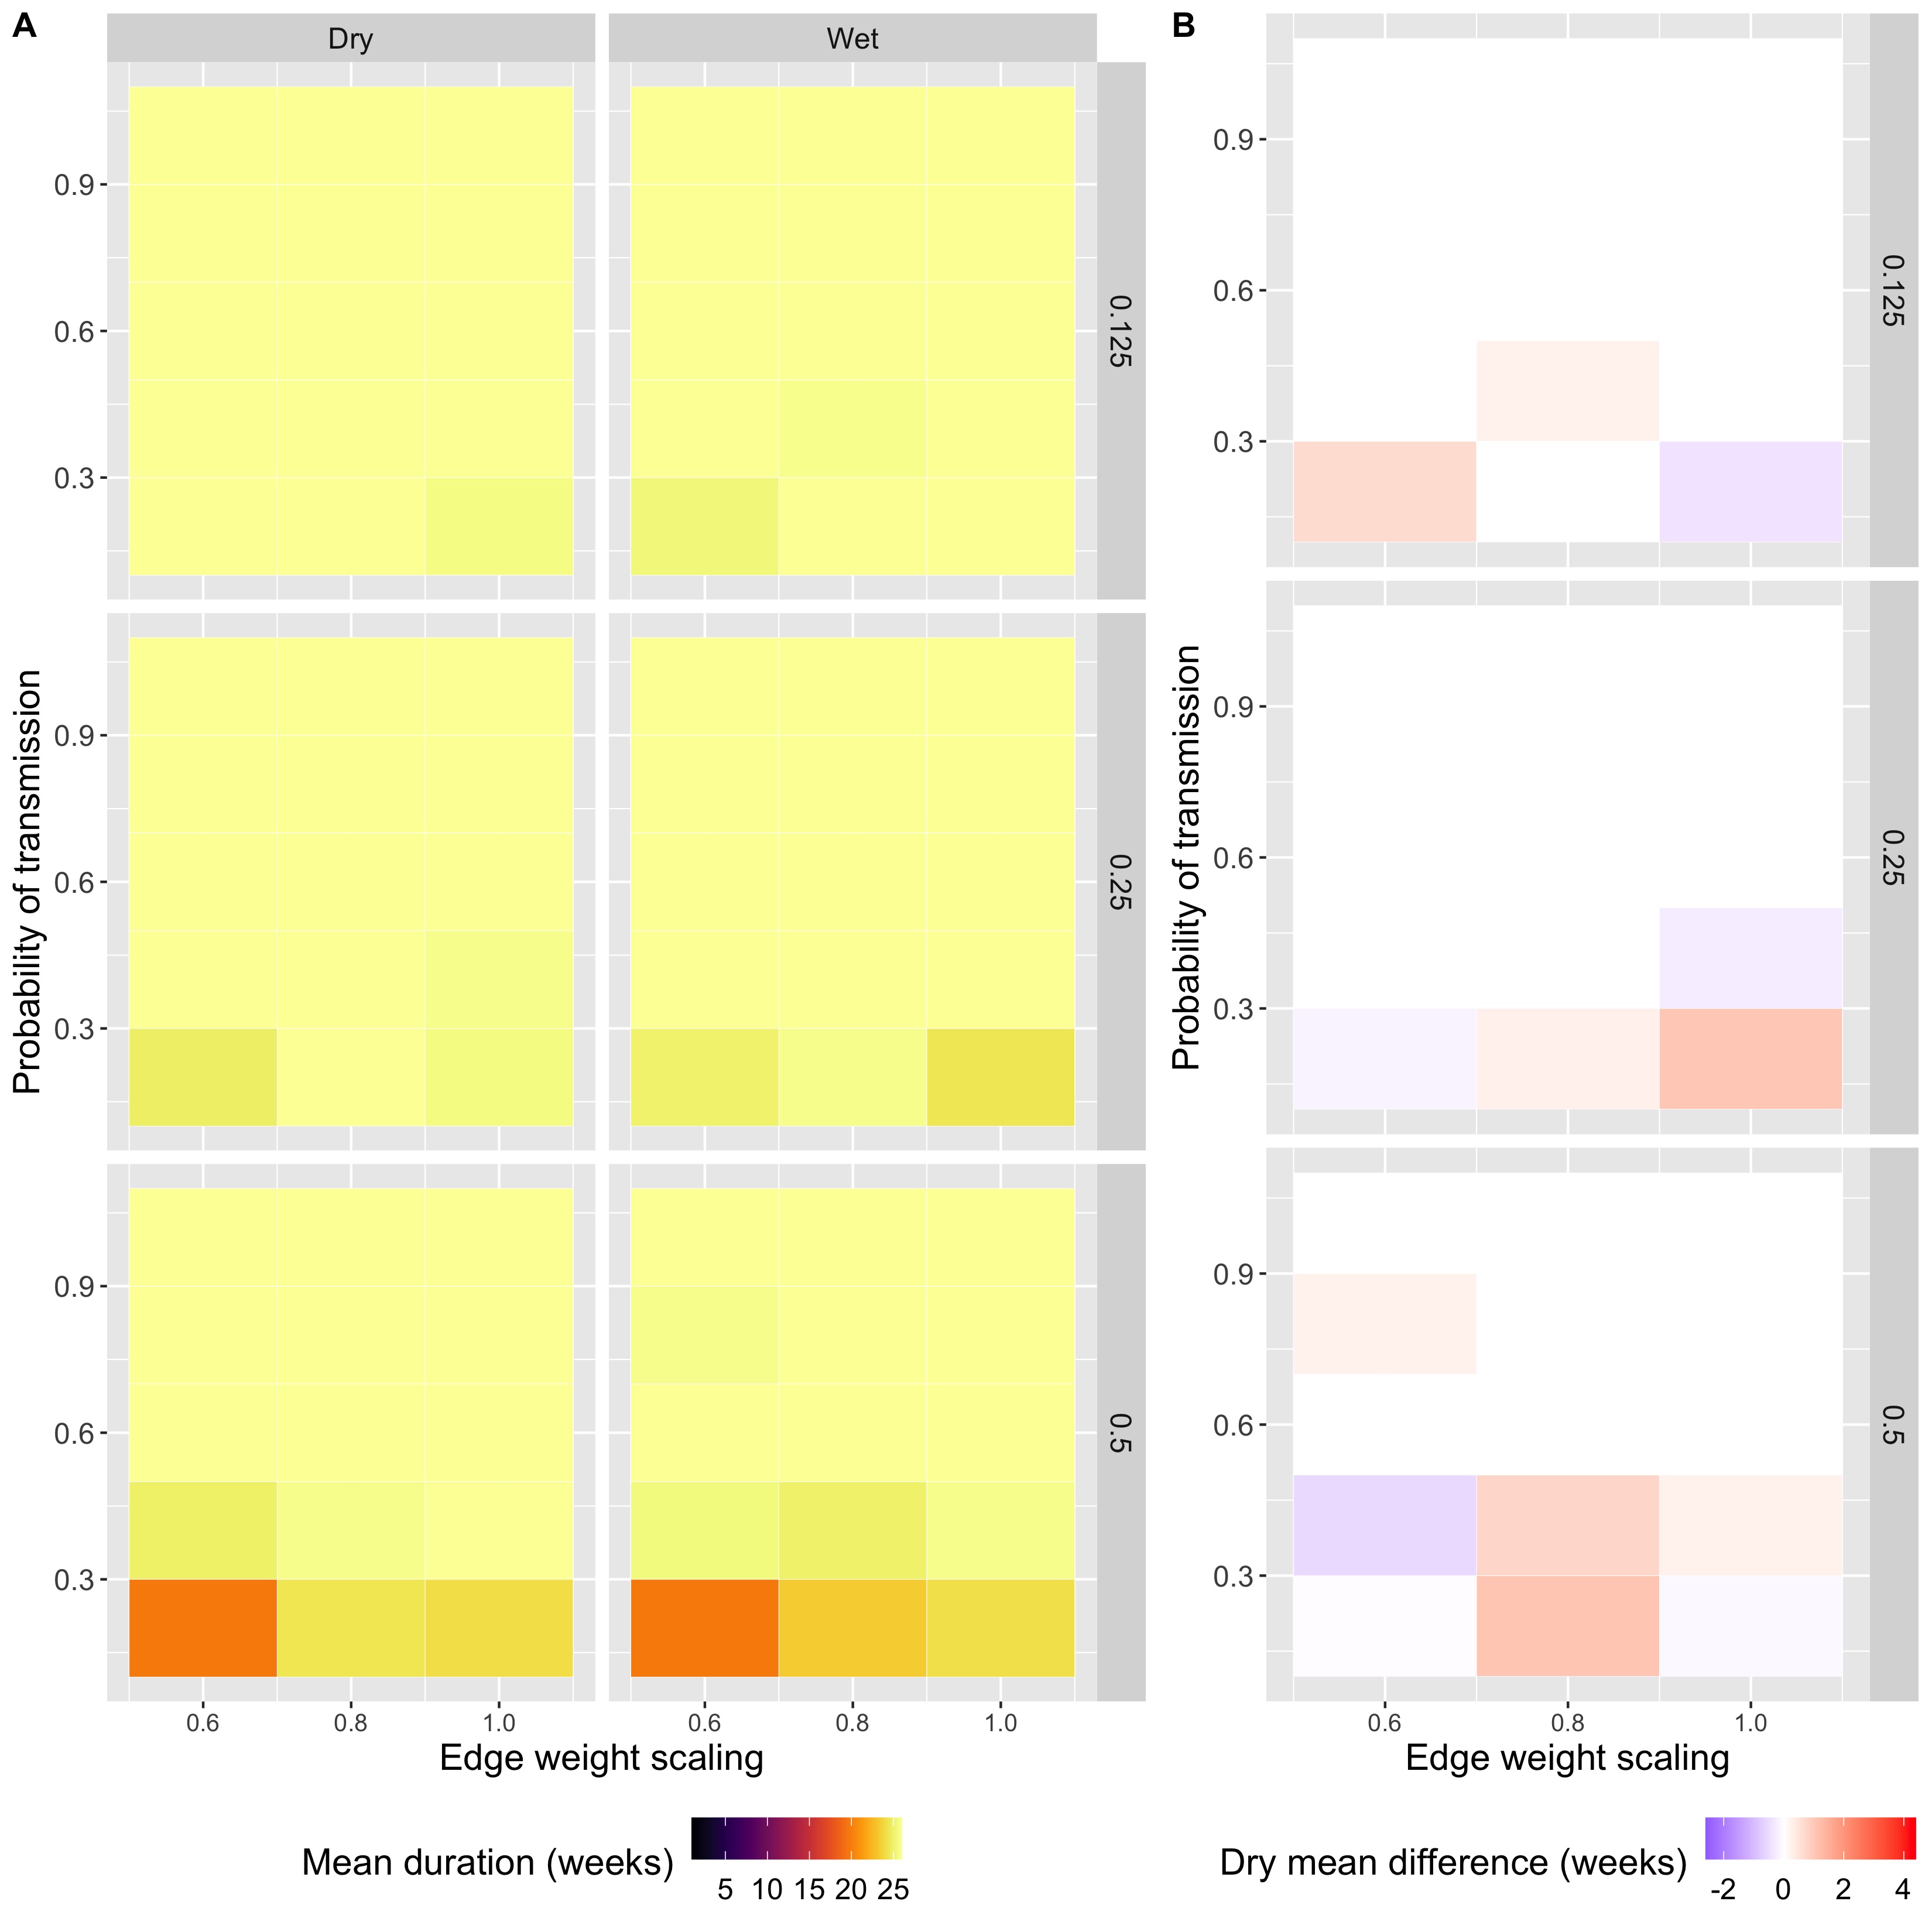 A
Dry
Wet
0.9
0.6
0.3
0.125
0.9
0.6
0.3
0.25
0.9
0.6
0.3
0.5
Probability of transmission
0.6 0.8 1.0
0.6 0.8 1.0
Edge weight scaling
Mean duration (weeks)
5 10 15 20 25
B
0.9
0.6
0.3
0.125
0.9
0.6
0.3
0.25
0.9
0.6
0.3
0.5
Probability of transmission
0.6 0.8 1.0
Edge weight scaling
Dry mean difference (weeks)
-2 0 2 4